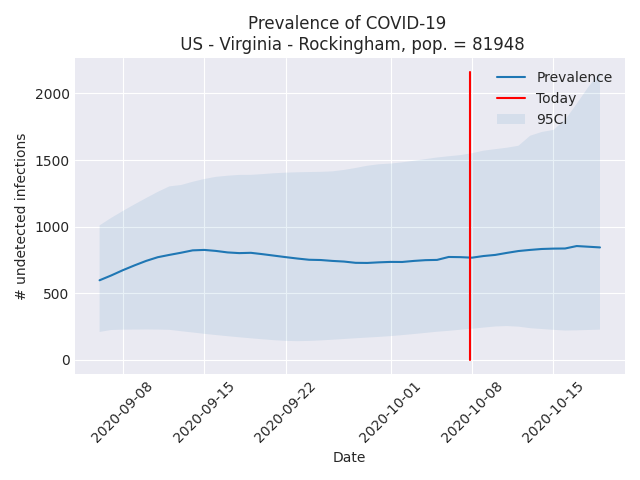 Prevalence of COVID-19
US - Virginia - Rockingham, pop. = 81948
Prevalence
Today
95CI
2000
1500
1000
500
0
# undetected infections
2020-09-08
2020-09-15
2020-09-22
2020-10-01
2020-10-08
2020-10-15
Date